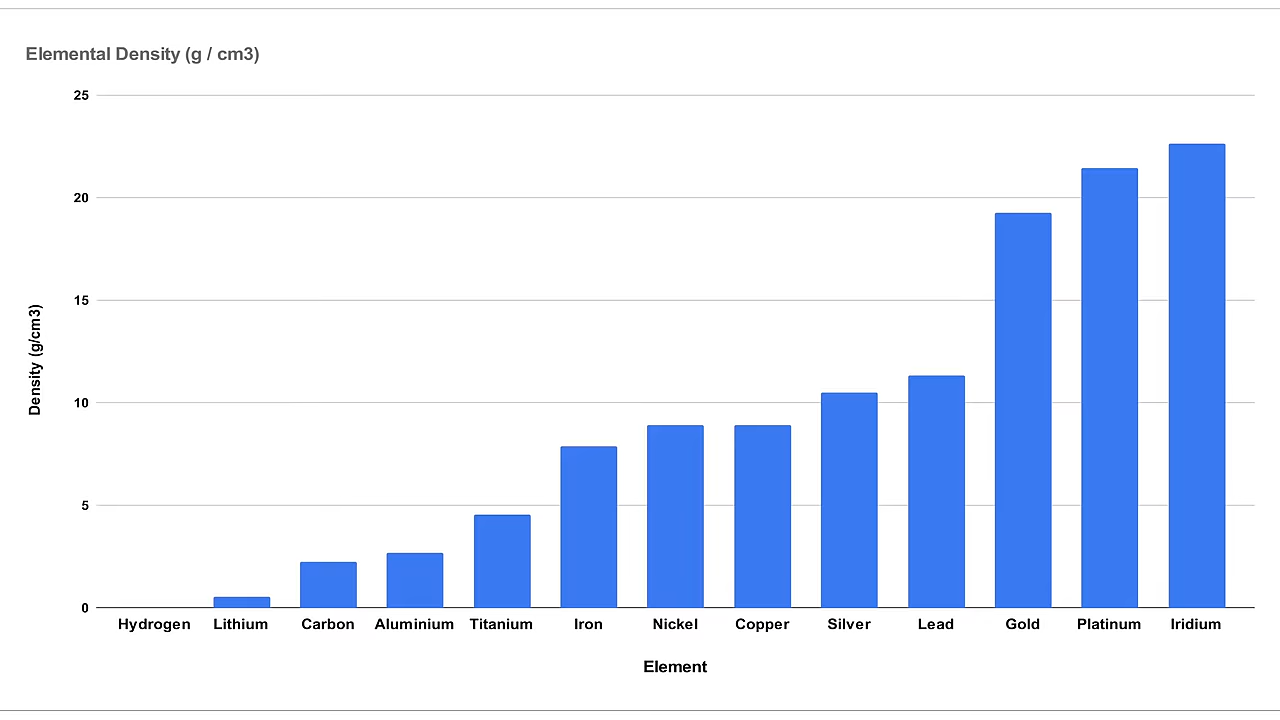 Elemental Density (g / cm3)
25
20
15
10
5
0
Density (g/cm3)
Hydrogen Lithium Carbon Aluminium Titanium Iron Nickel Copper Silver Lead Gold Platinum Iridium
Element